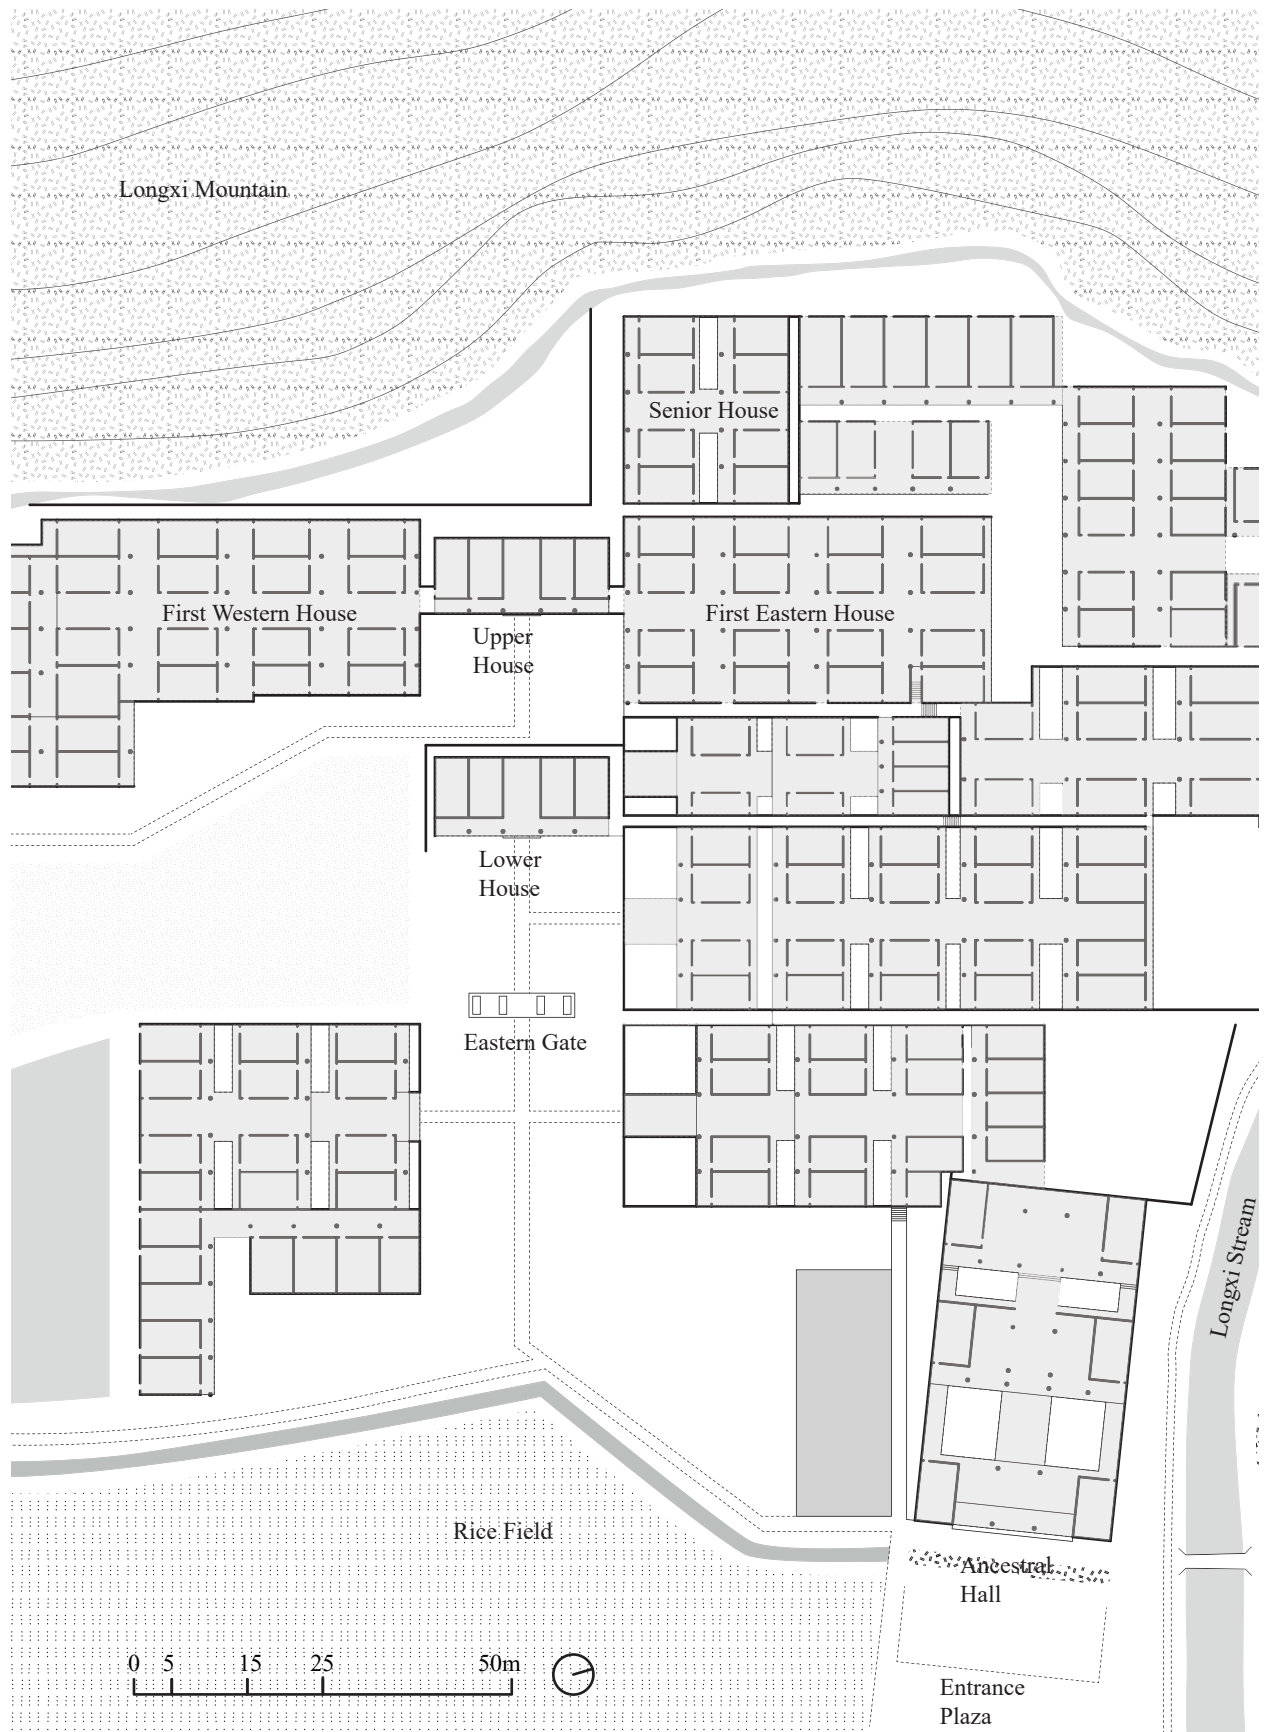 Longxi Mountain
Senior House
First Western House
First Eastern House
Upper
House
Lower
House
Eastern Gate
Longxi Stream
Rice Field
Ancestral
Hall
0 5 15 25 50m
Entrance
Plaza